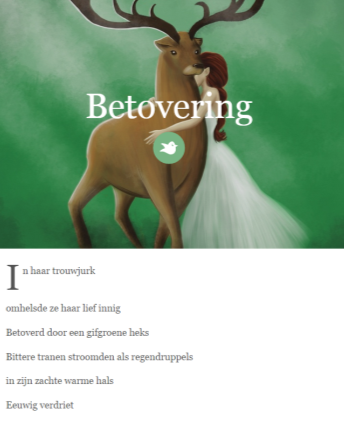 Betovering
In haar trouwjurk
omhelsde ze haar lief innig
Betoverd door een gifgroene heks
Bittere tranen stroomden als regendruppels
in zijn zachte warme hals
Eeuwig verdriet